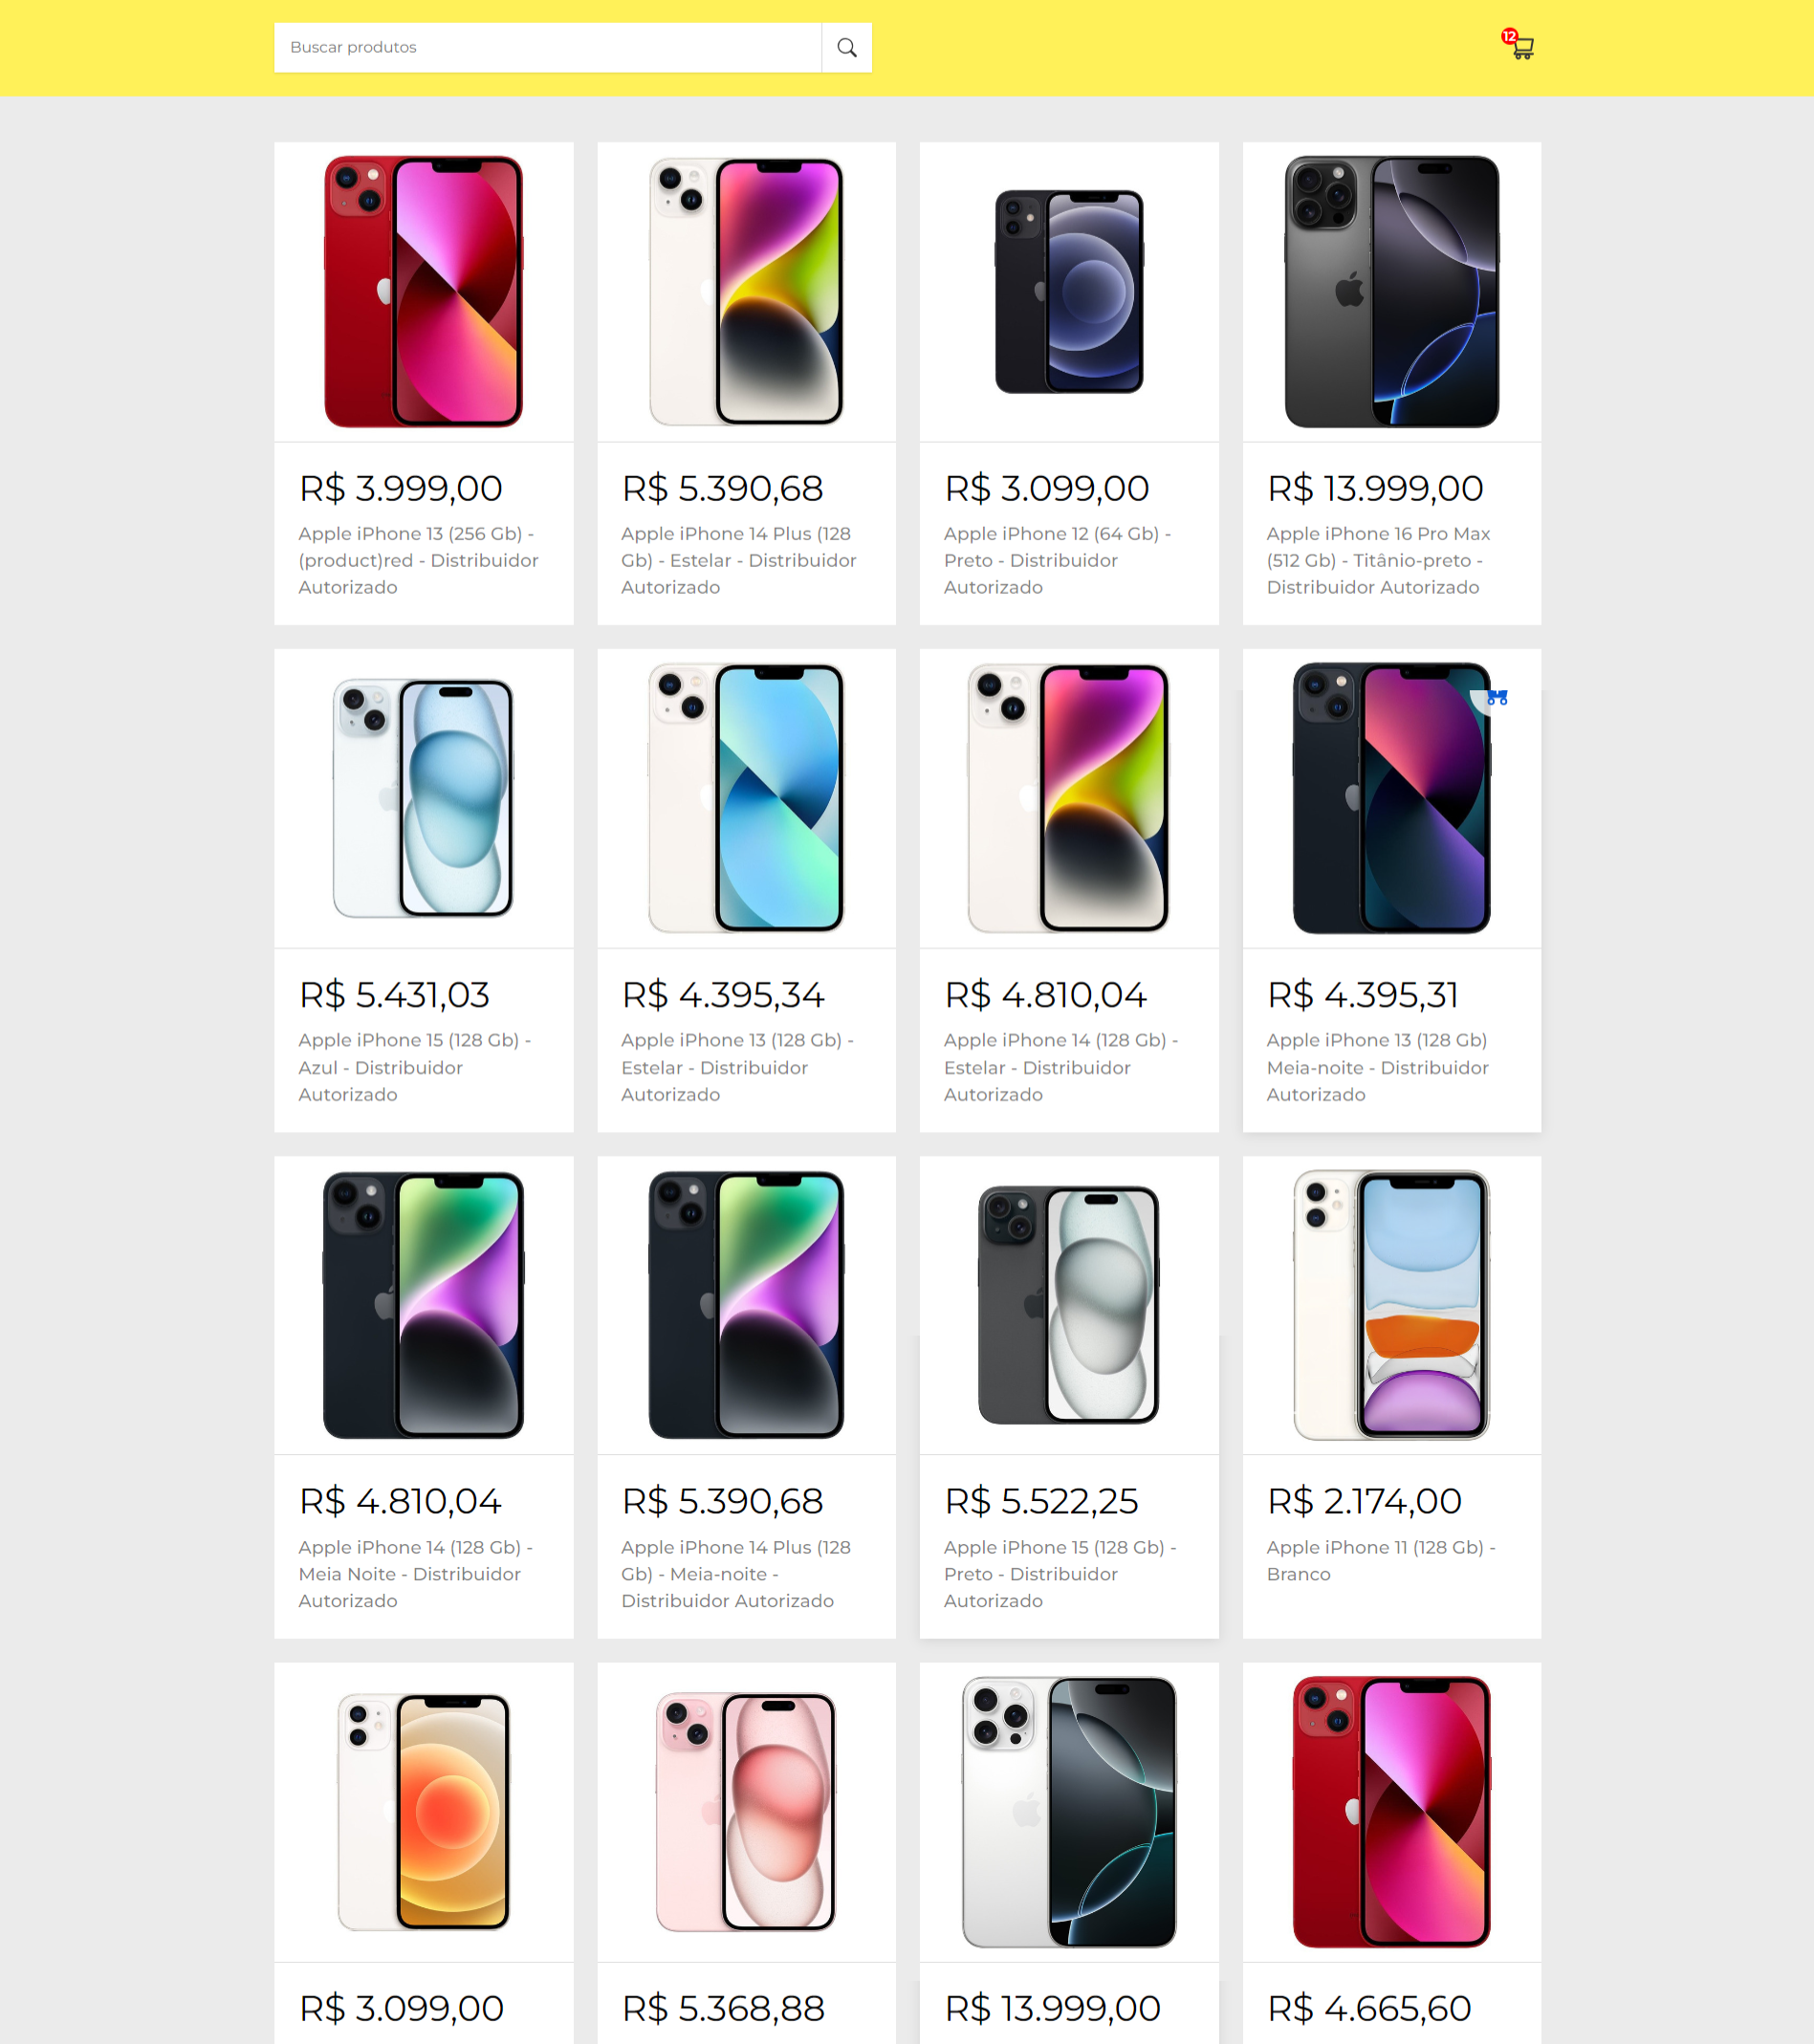 Buscar produtos
12
R$ 3.999,00
Apple iPhone 13 (256 Gb) -
(product)red - Distribuidor
Autorizado
R$ 5.390,68
Apple iPhone 14 Plus (128
Gb) - Estelar - Distribuidor
Autorizado
R$ 3.099,00
Apple iPhone 12 (64 Gb) -
Preto - Distribuidor
Autorizado
R$ 13.999,00
Apple iPhone 16 Pro Max
(512 Gb) - Titânio-preto -
Distribuidor Autorizado
R$ 5.431,03
Apple iPhone 15 (128 Gb) -
Azul - Distribuidor
Autorizado
R$ 4.395,34
Apple iPhone 13 (128 Gb) -
Estelar - Distribuidor
Autorizado
R$ 4.810,04
Apple iPhone 14 (128 Gb) -
Estelar - Distribuidor
Autorizado
R$ 4.395,31
Apple iPhone 13 (128 Gb)
Meia-noite - Distribuidor
Autorizado
R$ 4.810,04
Apple iPhone 14 (128 Gb) -
Meia Noite - Distribuidor
Autorizado
R$ 5.390,68
Apple iPhone 14 Plus (128
Gb) - Meia-noite -
Distribuidor Autorizado
R$ 5.522,25
Apple iPhone 15 (128 Gb) -
Preto - Distribuidor
Autorizado
R$ 2.174,00
Apple iPhone 11 (128 Gb) -
Branco
R$ 3.099,00
R$ 5.368,88
R$ 13.999,00
R$ 4.665,60